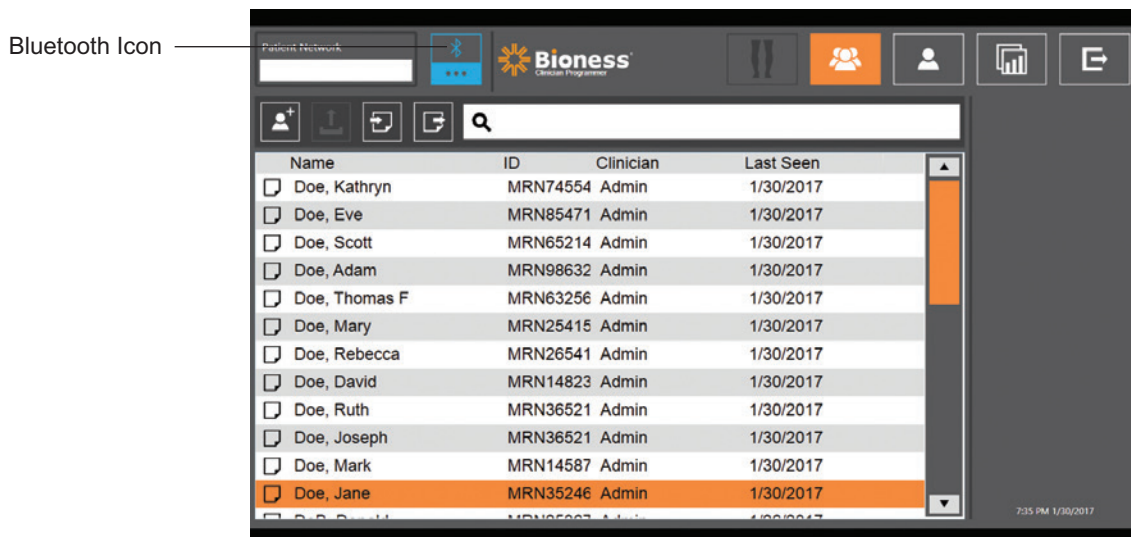 Bluetooth Icon
Patient Network
Bioness
Clinician Programmer
Name ID Clinician Last Seen
Doe, Kathryn MRN74554 Admin 1/30/2017
Doe, Eve MRN85471 Admin 1/30/2017
Doe, Scott MRN65214 Admin 1/30/2017
Doe, Adam MRN98632 Admin 1/30/2017
Doe, Thomas F MRN63256 Admin 1/30/2017
Doe, Mary MRN25415 Admin 1/30/2017
Doe, Rebecca MRN26541 Admin 1/30/2017
Doe, David MRN14823 Admin 1/30/2017
Doe, Ruth MRN36521 Admin 1/30/2017
Doe, Joseph MRN36521 Admin 1/30/2017
Doe, Mark MRN14587 Admin 1/30/2017
Doe, Jane MRN35246 Admin 1/30/2017
7:35 PM 1/30/2017